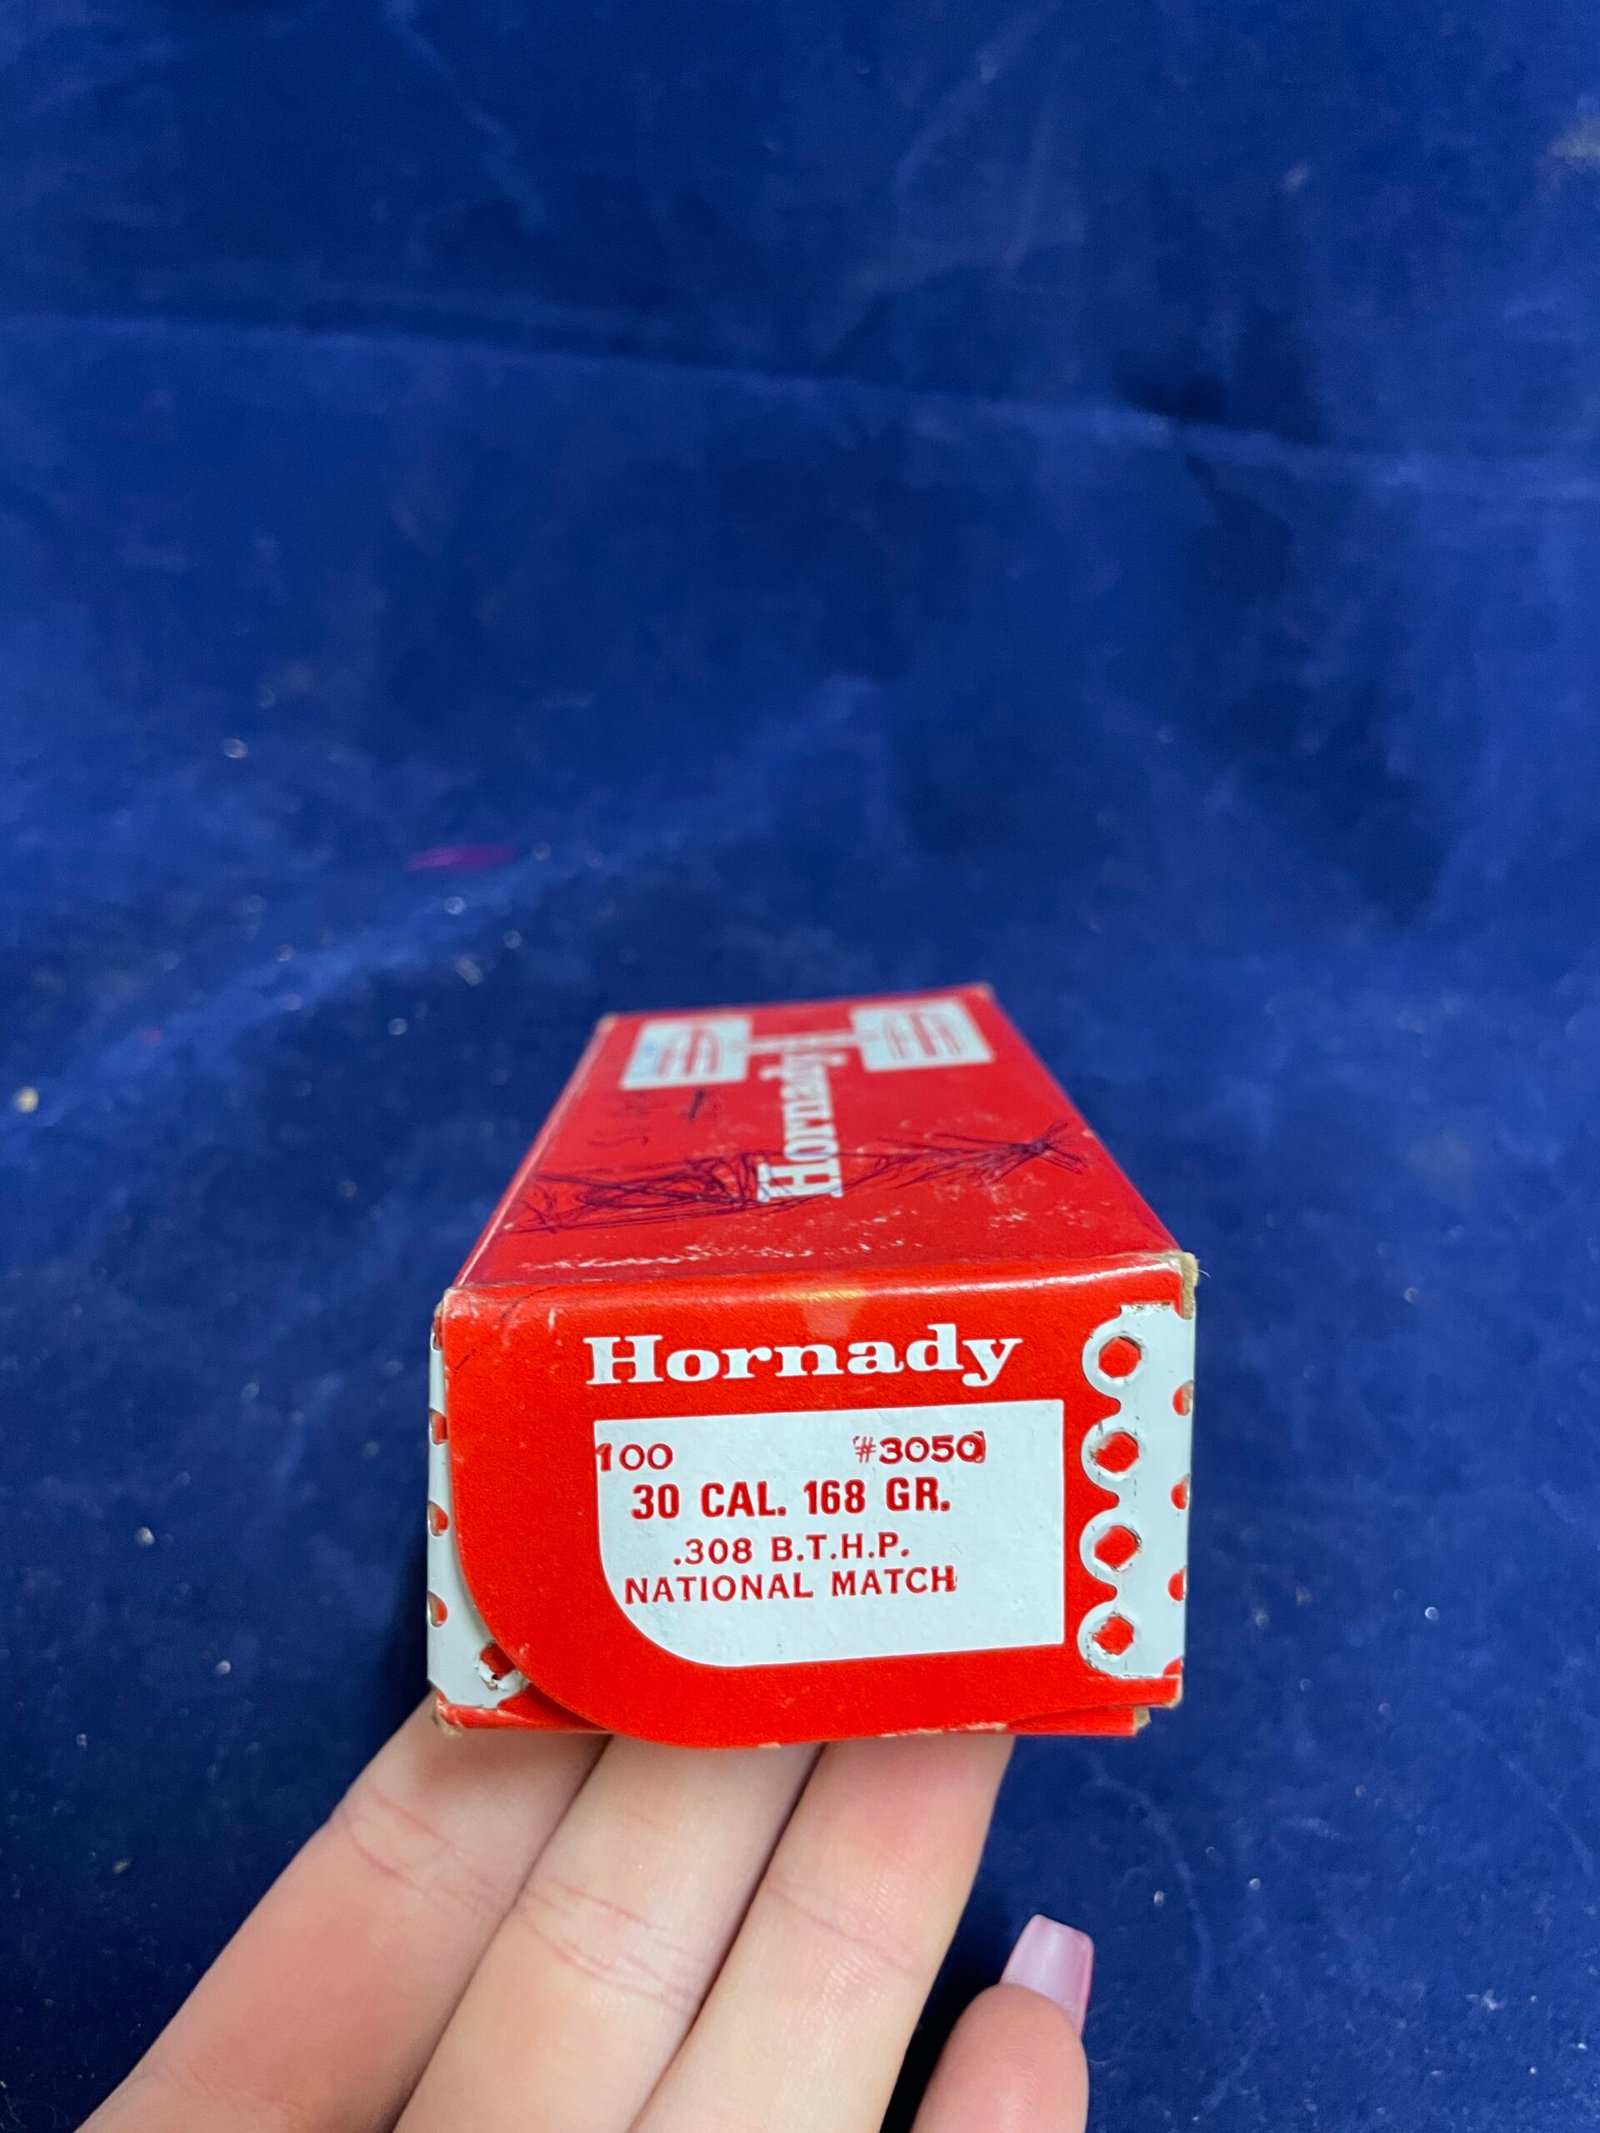 Hornady
Hornady
100 #3050
30 CAL. 168 GR.
.308 B.T.H.P.
NATIONAL MATCH